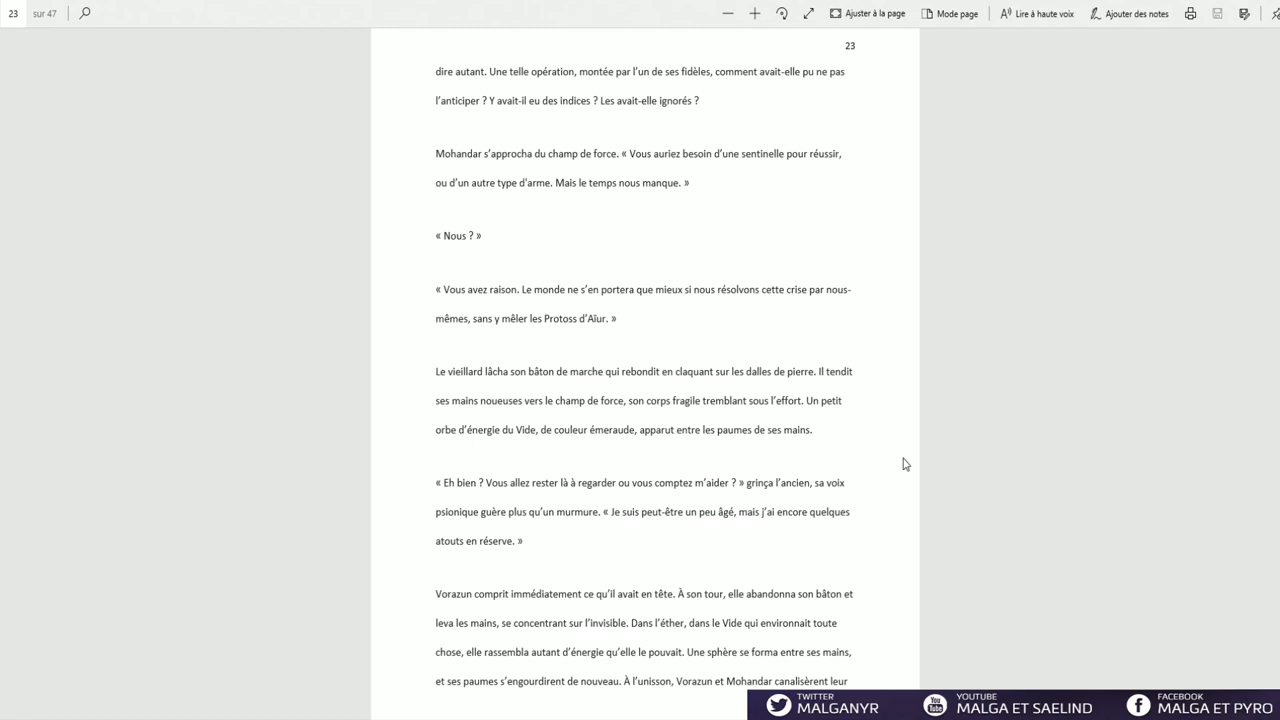 23 sur 47 Ajuster à la page Mode page Lire à haute voix Ajouter des notes
23
dire autant. Une telle opération, montée par l’un de ses fidèles, comment avait-elle pu ne pas
l’anticiper ? Y avait-il eu des indices ? Les avait-elle ignorés ?
Mohandar s’approcha du champ de force. « Vous auriez besoin d’une sentinelle pour réussir,
ou d’un autre type d'arme. Mais le temps nous manque. »
« Nous ? »
« Vous avez raison. Le monde ne s’en portera que mieux si nous résolvons cette crise par nous-
mêmes, sans y mêler les Protoss d’Aïur. »
Le vieillard lâcha son bâton de marche qui rebondit en claquant sur les dalles de pierre. Il tendit
ses mains noueuses vers le champ de force, son corps fragile tremblant sous l’effort. Un petit
orbe d’énergie du Vide, de couleur émeraude, apparut entre les paumes de ses mains.
« Eh bien ? Vous allez rester là à regarder ou vous comptez m’aider ? » grinça l’ancien, sa voix
psionique guère plus qu’un murmure. « Je suis peut-être un peu âgé, mais j’ai encore quelques
atouts en réserve. »
Vorazun comprit immédiatement ce qu’il avait en tête. À son tour, elle abandonna son bâton et
leva les mains, se concentrant sur l’invisible. Dans l’éther, dans le Vide qui environnait toute
chose, elle rassembla autant d’énergie qu’elle le pouvait. Une sphère se forma entre ses mains,
et ses paumes s’engourdirent de nouveau. À l’unisson, Vorazun et Mohandar canalisèrent leur
TWITTER
MALGANYR
YOUTUBE
MALGA ET SAELIND
FACEBOOK
MALGA ET PYRO